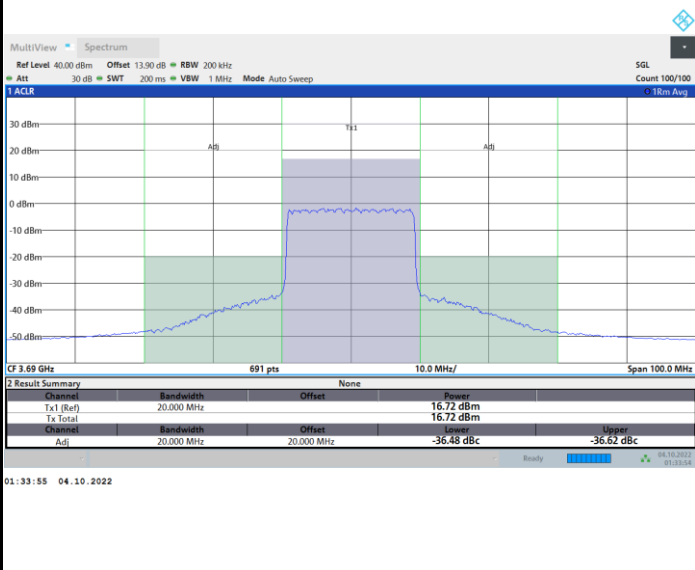 MultiView Spectrum
Ref Level 40.00 dBm Offset 13.90 dB RBW 200 kHz SGL
Att 30 dB SWT 200 ms VBW 1 MHz Mode Auto Sweep Count 100/100
1 ACLR 1Rm Avg
Tx1
Adj Adj
30 dBm
20 dBm
10 dBm
0 dBm
-10 dBm
-20 dBm
-30 dBm
-40 dBm
-50 dBm
CF 3.69 GHz 691 pts 10.0 MHz/ Span 100.0 MHz
2 Result Summary None
Channel Bandwidth Offset Power
Tx1 (Ref) 20.000 MHz 16.72 dBm
Tx Total 16.72 dBm
Channel Bandwidth Offset Lower Upper
Adj 20.000 MHz 20.000 MHz -36.48 dBc -36.62 dBc
Ready 04.10.2022
01:33:54
01:33:55 04.10.2022